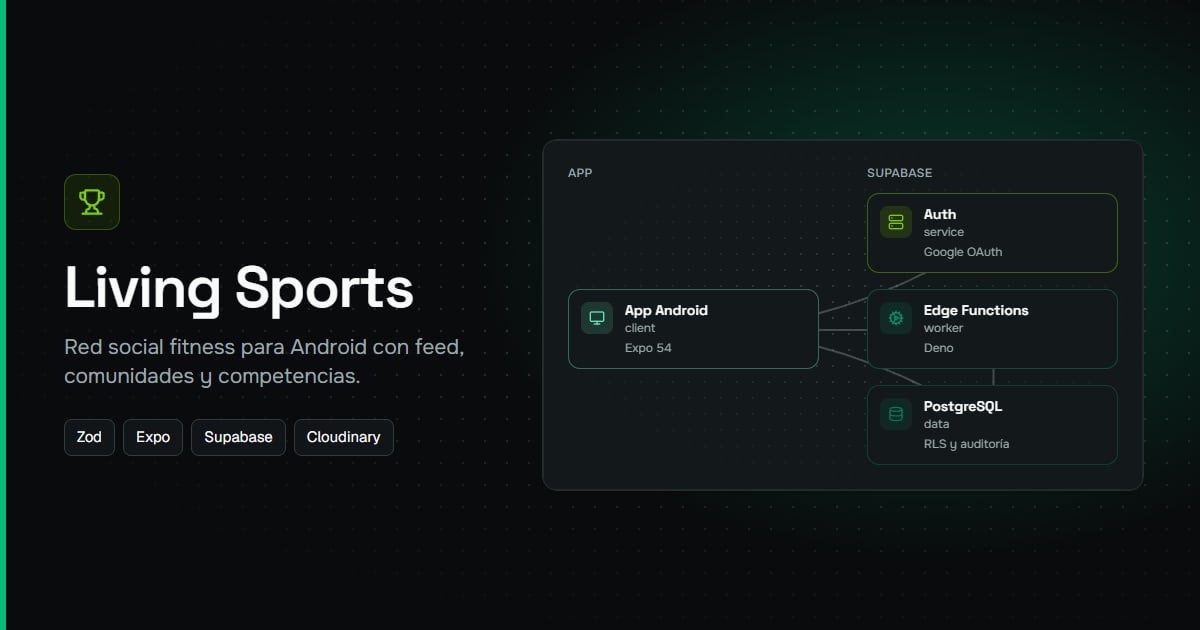 Living Sports
Red social fitness para Android con feed,
comunidades y competencias.
Zod
Expo
Supabase
Cloudinary
APP
App Android
client
Expo 54
SUPABASE
Auth
service
Google OAuth
Edge Functions
worker
Deno
PostgreSQL
data
RLS y auditoría